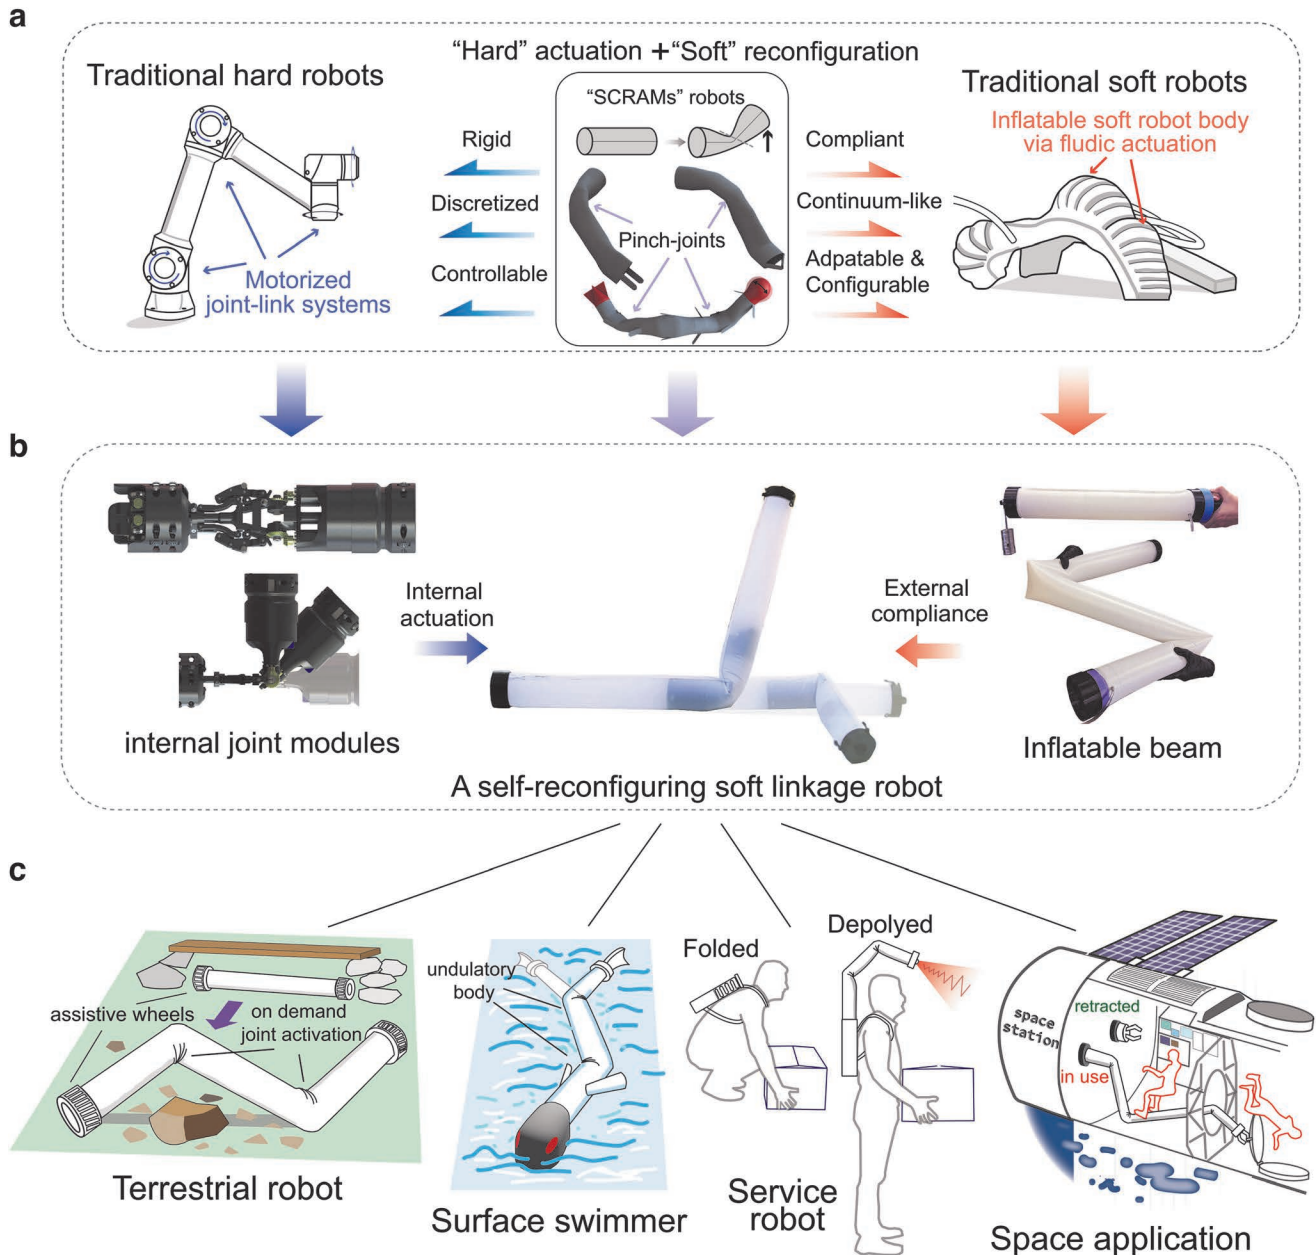 a
"Hard" actuation + "Soft" reconfiguration
Traditional hard robots
Motorized
joint-link systems
Rigid
Discretized
Controllable
"SCRAMs" robots
Pinch-joints
Compliant
Continuum-like
Adpatable &
Configurable
Traditional soft robots
Inflatable soft robot body
via fludic actuation
b
internal joint modules
Internal
actuation
A self-reconfiguring soft linkage robot
External
compliance
Inflatable beam
c
assistive wheels
on demand
joint activation
Terrestrial robot
undulatory
body
Surface swimmer
Folded
Depolyed
Service
robot
space
station
retracted
in use
Space application